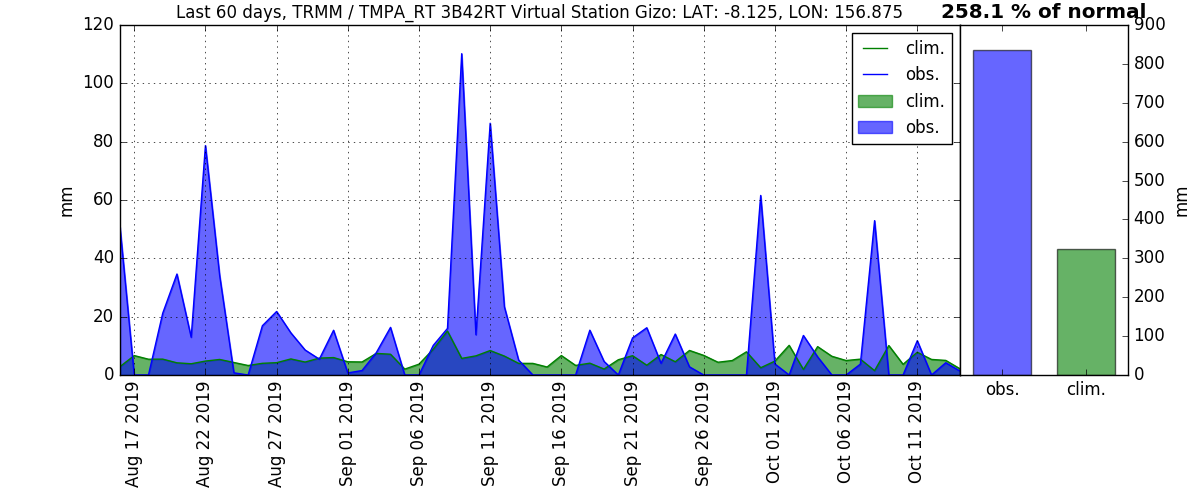 Last 60 days, TRMM / TMPA_RT 3B42RT Virtual Station Gizo: LAT: -8.125, LON: 156.875
258.1 % of normal
120
100
80
60
40
20
0
mm
clim.
obs.
clim.
obs.
900
800
700
600
500
400
300
200
100
0
mm
obs.
clim.
Aug 17 2019
Aug 22 2019
Aug 27 2019
Sep 01 2019
Sep 06 2019
Sep 11 2019
Sep 16 2019
Sep 21 2019
Sep 26 2019
Oct 01 2019
Oct 06 2019
Oct 11 2019